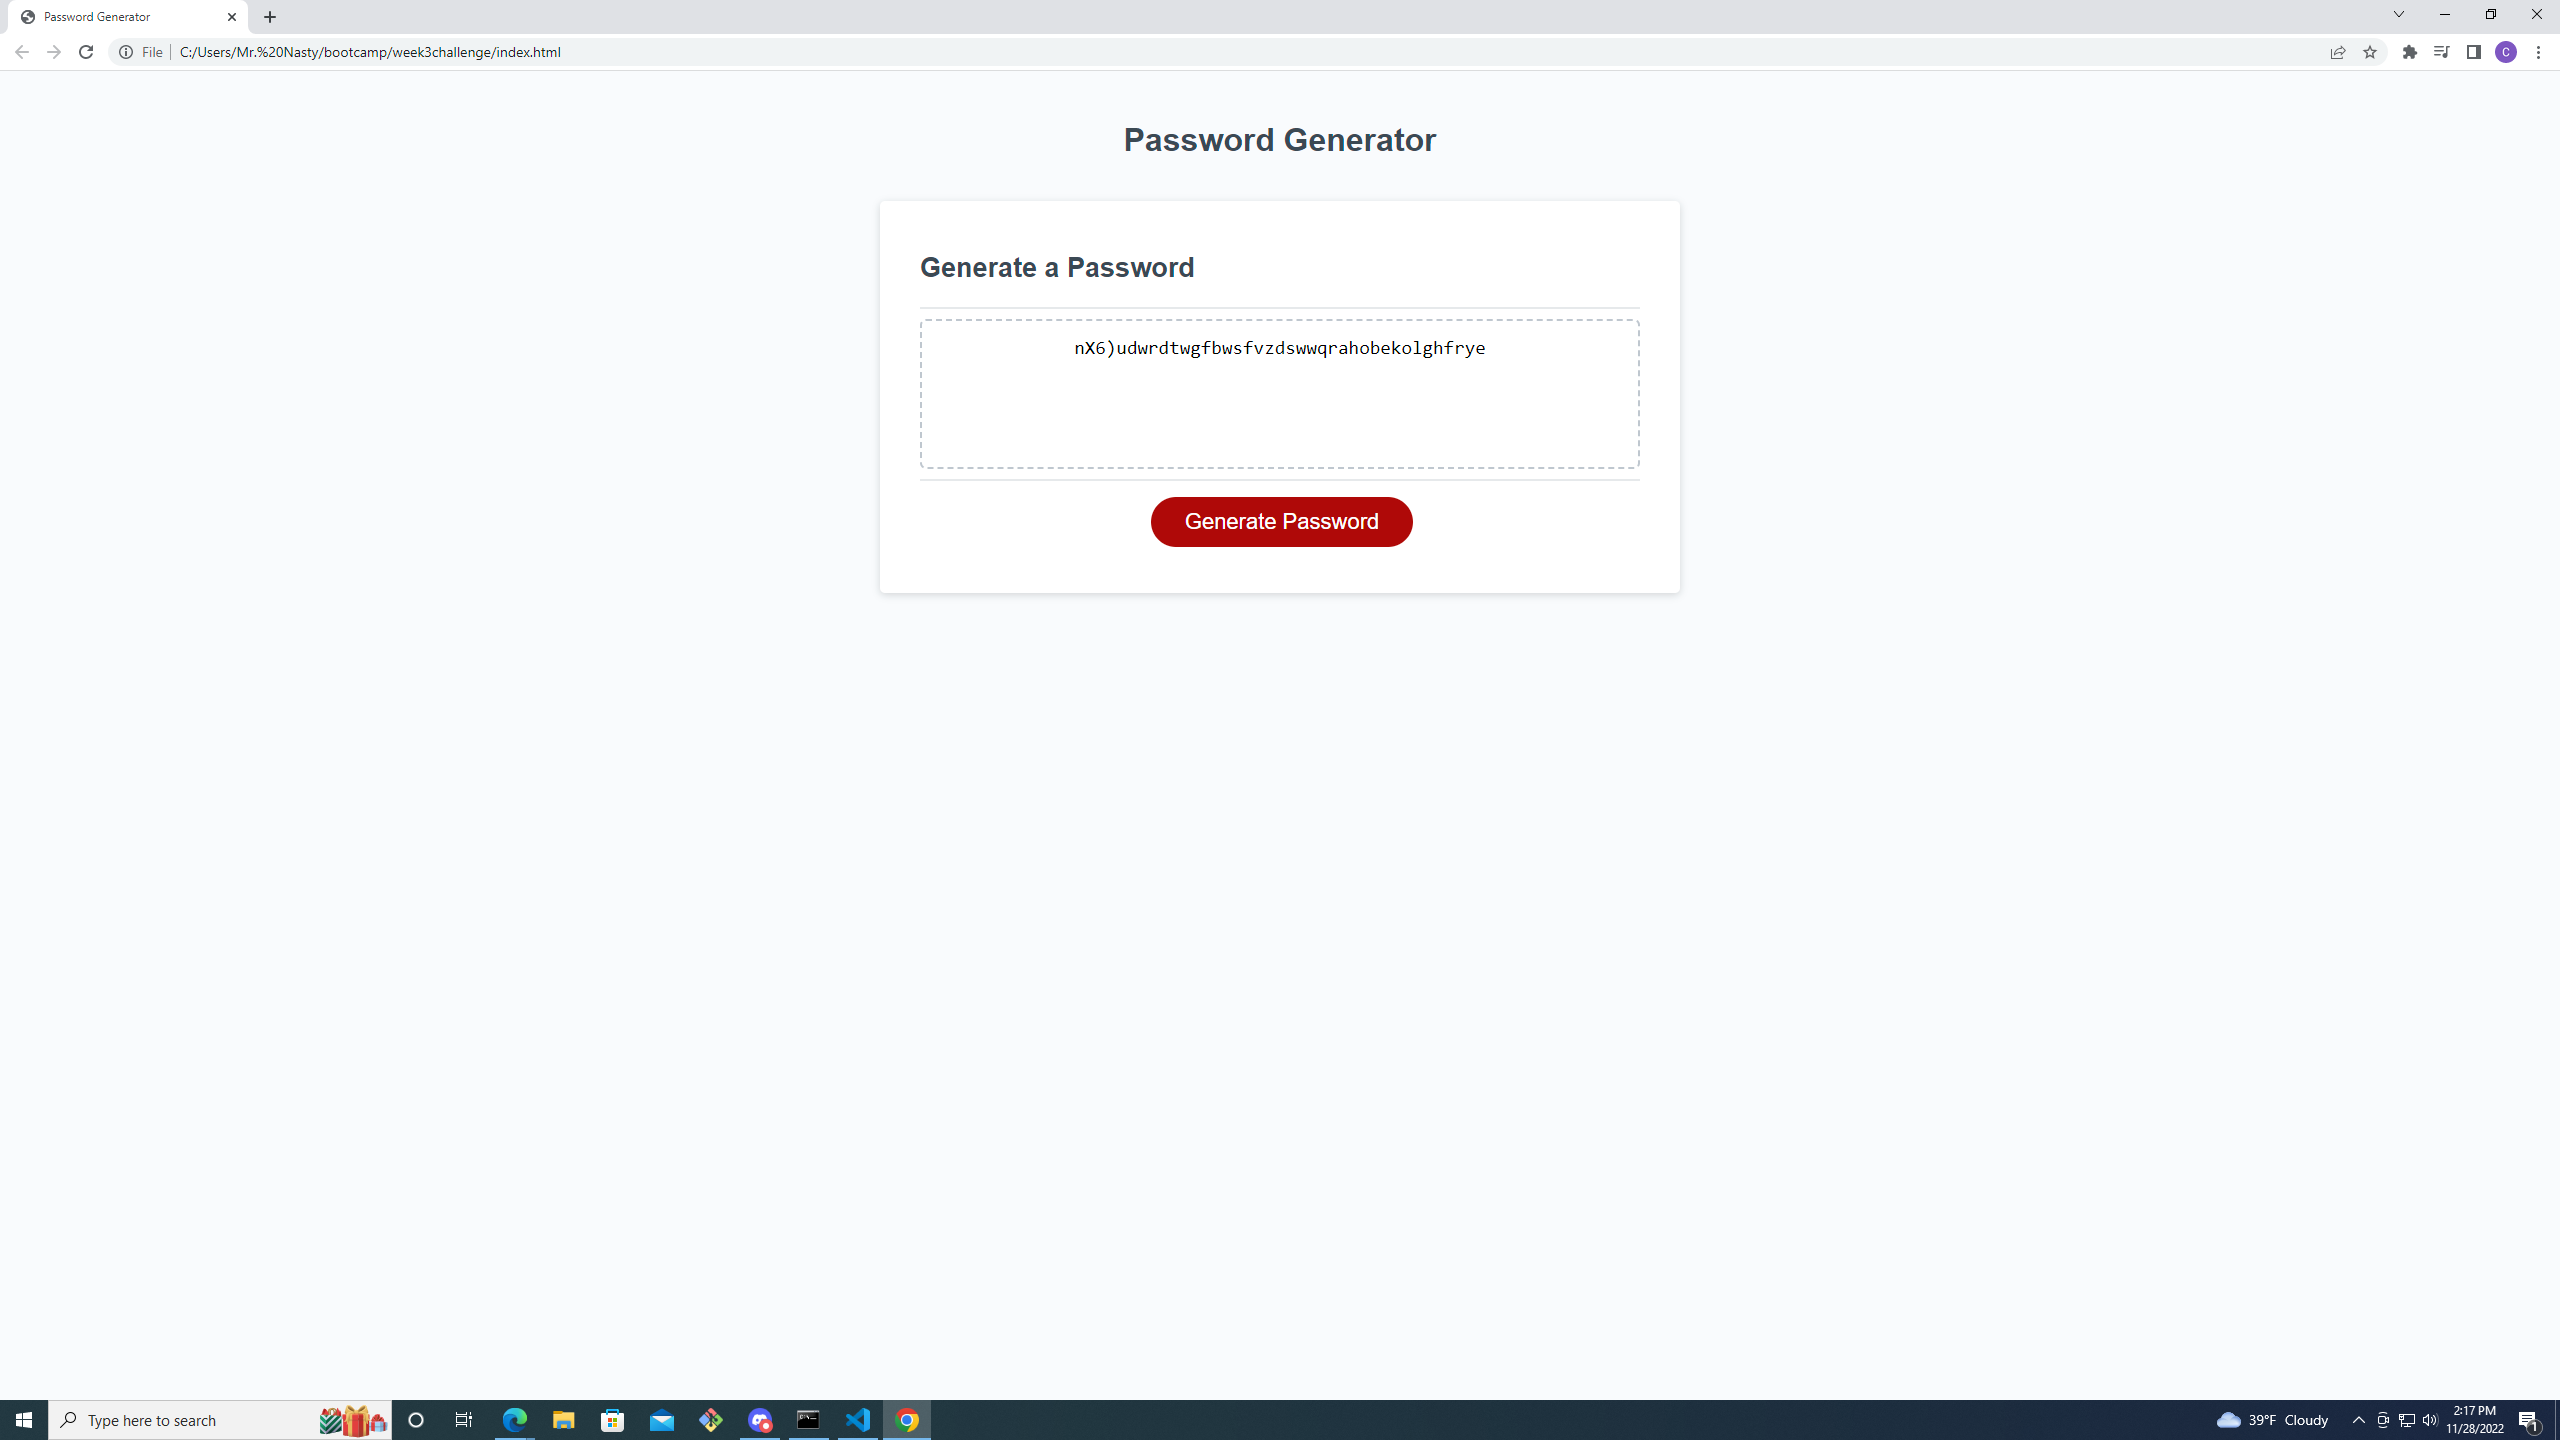 Password Generator
File
C:/Users/Mr.%20Nasty/bootcamp/week3challenge/index.html
C
Password Generator
Generate a Password
nX6)udwrdtwgfbwsfvzdswwqrahobekolghfrye
Generate Password
Type here to search
39°F Cloudy
2:17 PM
11/28/2022
1